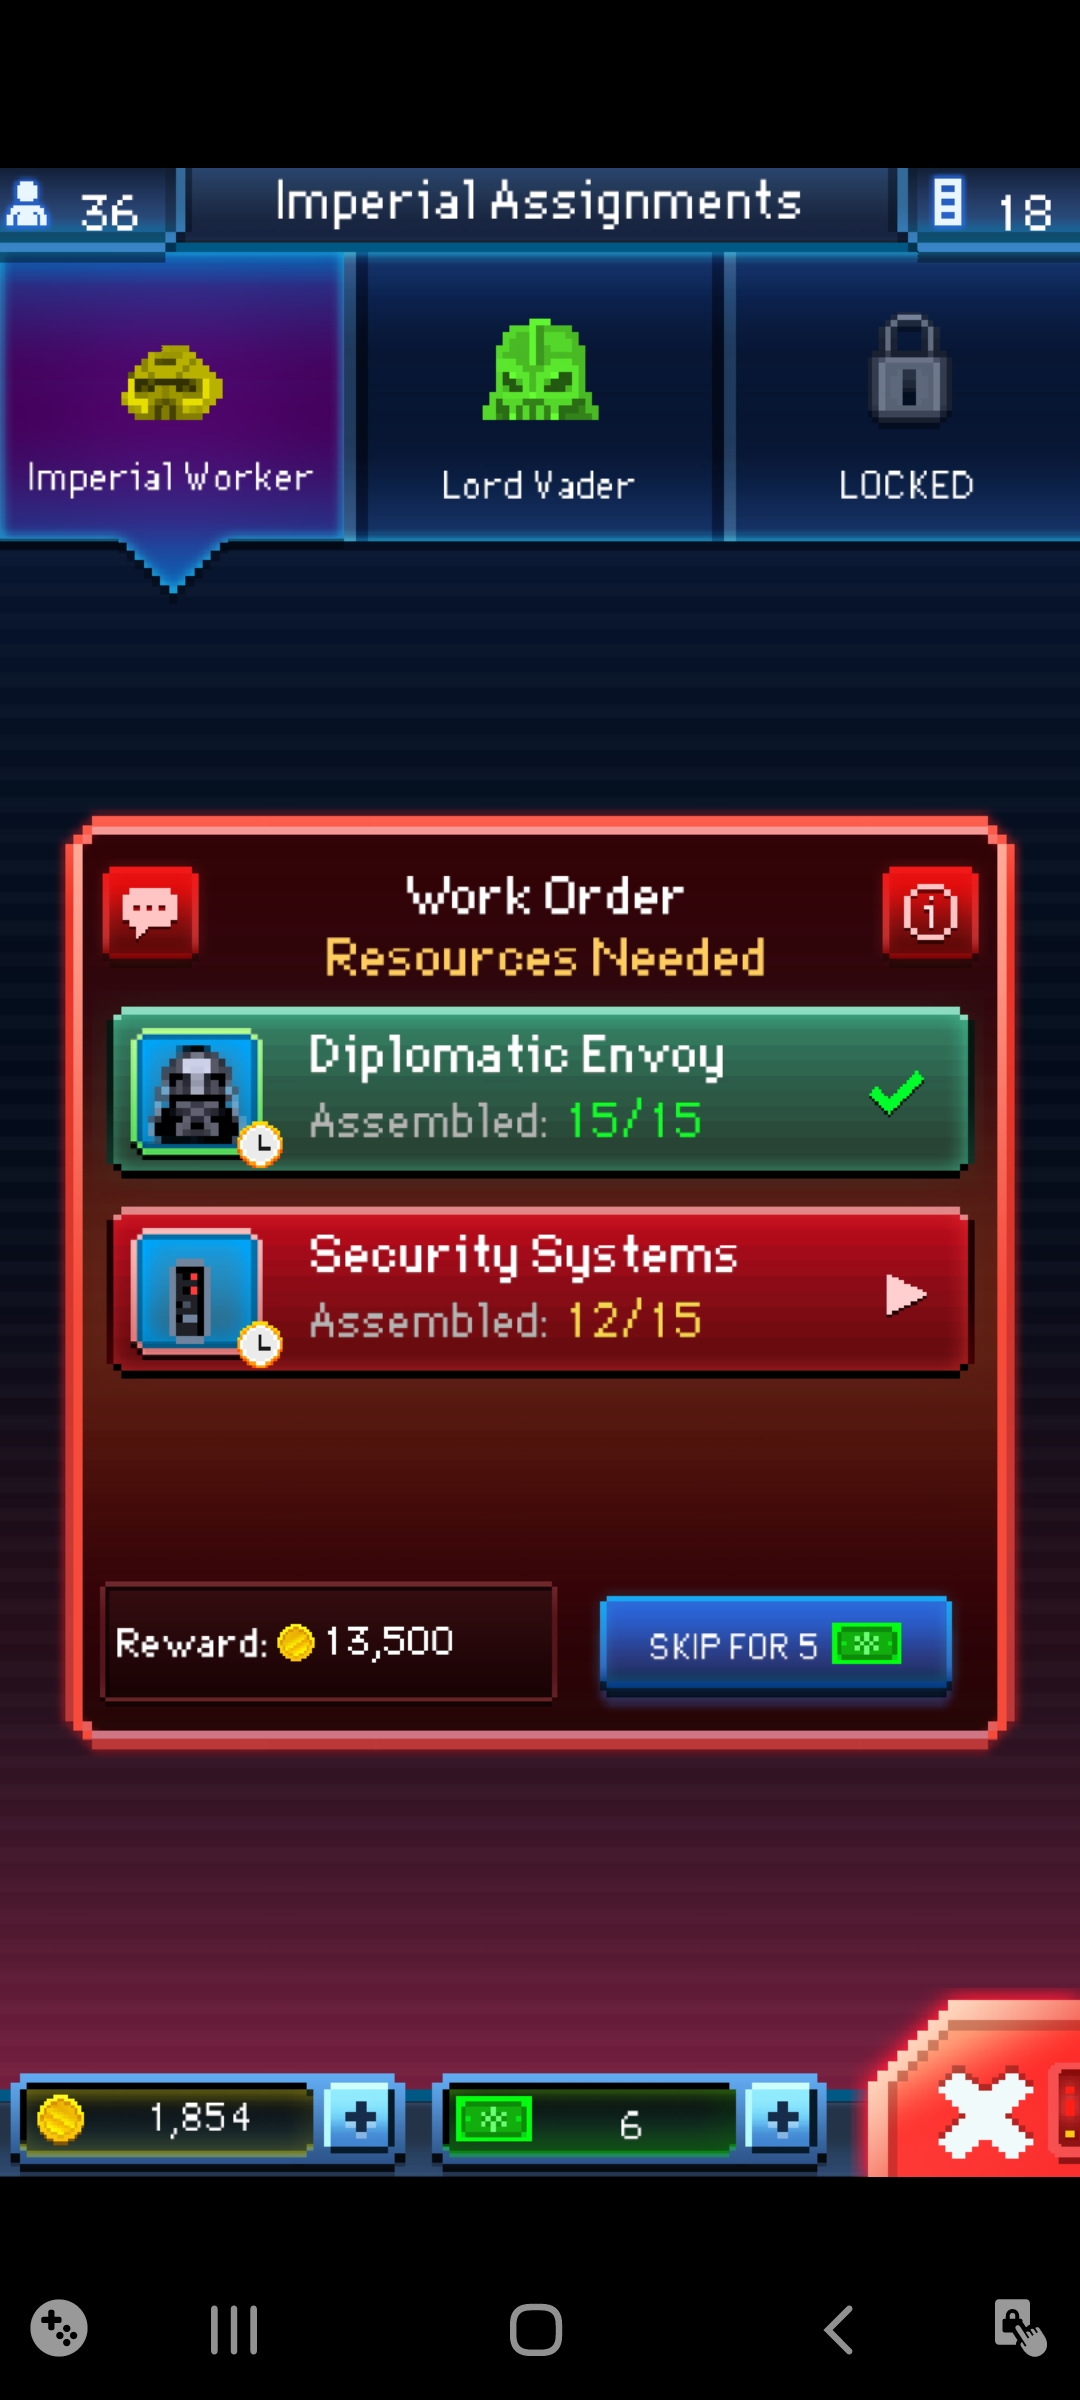 36
Imperial Assignments
18
Imperial Worker
Lord Vader
LOCKED
Work Order
Resources Needed
Diplomatic Envoy
Assembled: 15/15
Security Systems
Assembled: 12/15
Reward: 13,500
SKIP FOR 5
1,854
6